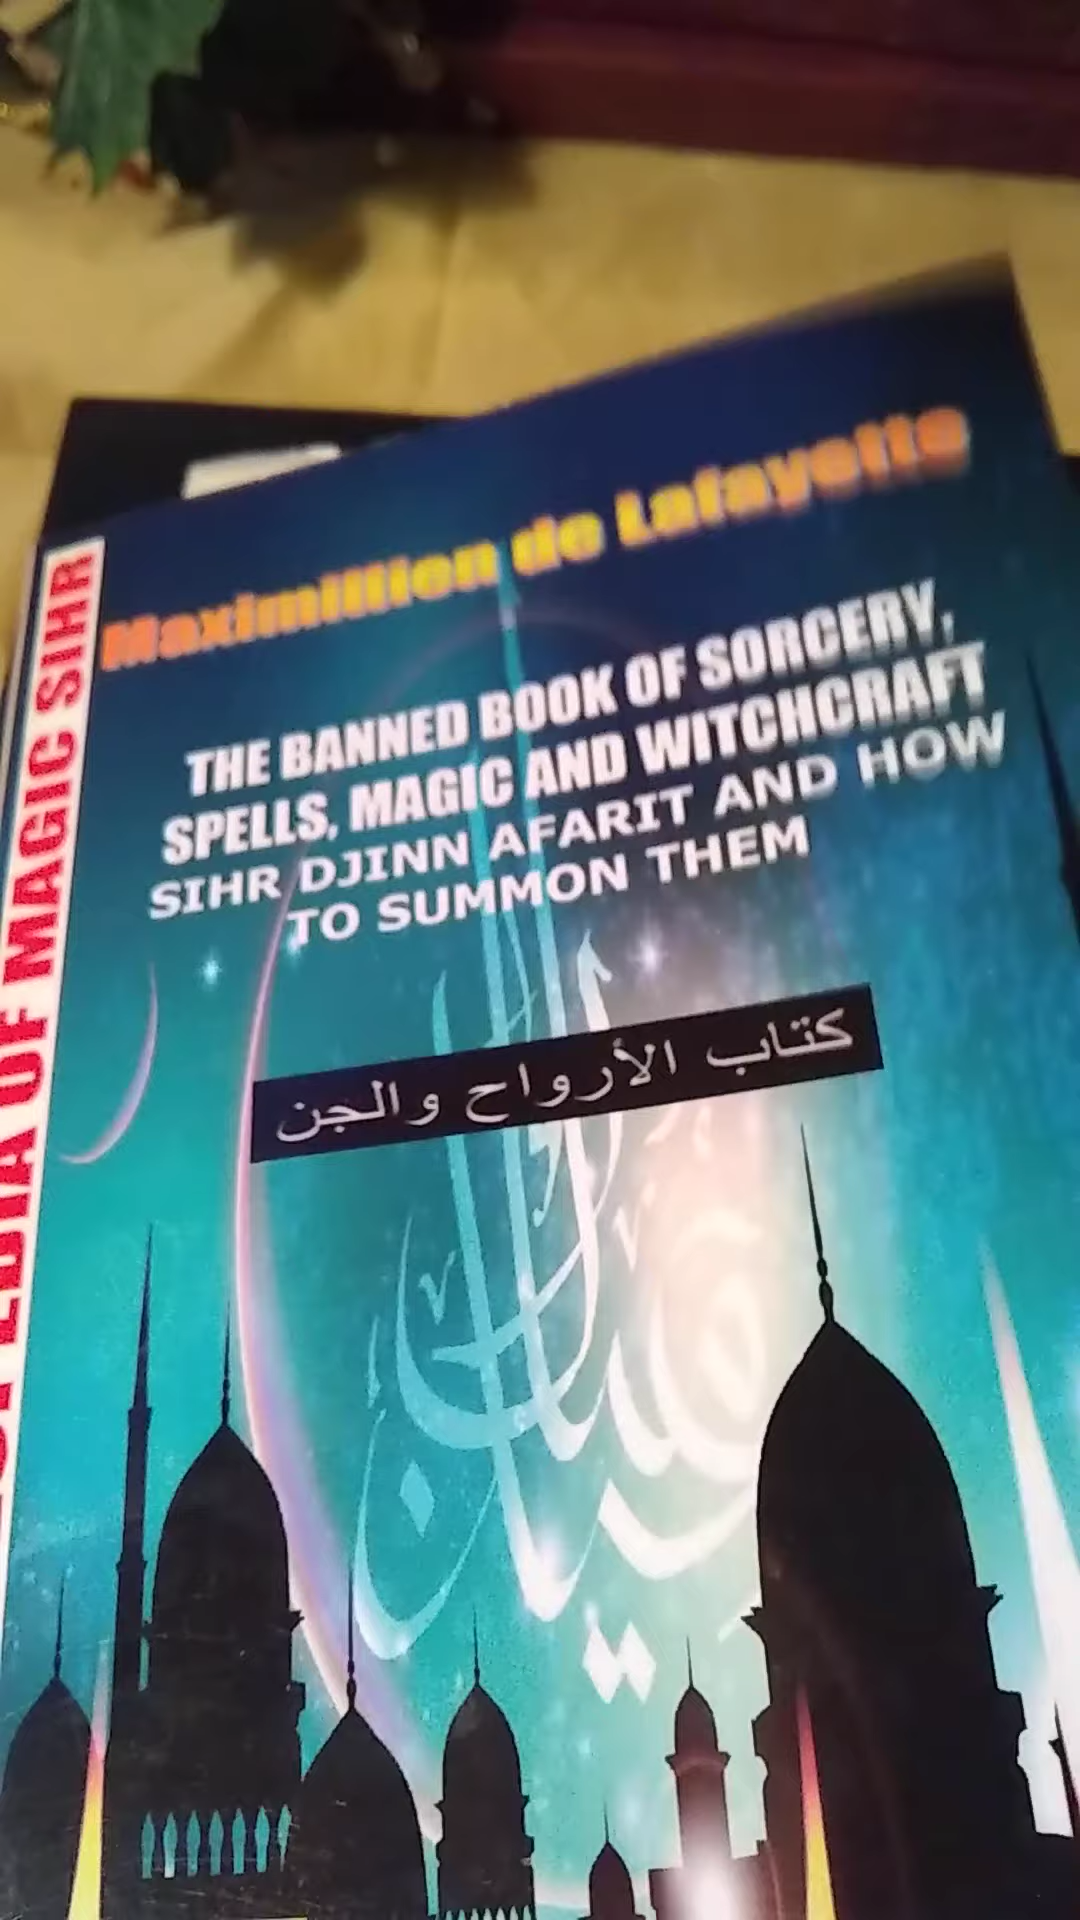 Maximillien de Lafayette
THE BANNED BOOK OF SORCERY,
SPELLS, MAGIC AND WITCHCRAFT
SIHR DJINN AFARIT AND HOW
TO SUMMON THEM
كتاب الأرواح والجن
OF MAGIC SIHR